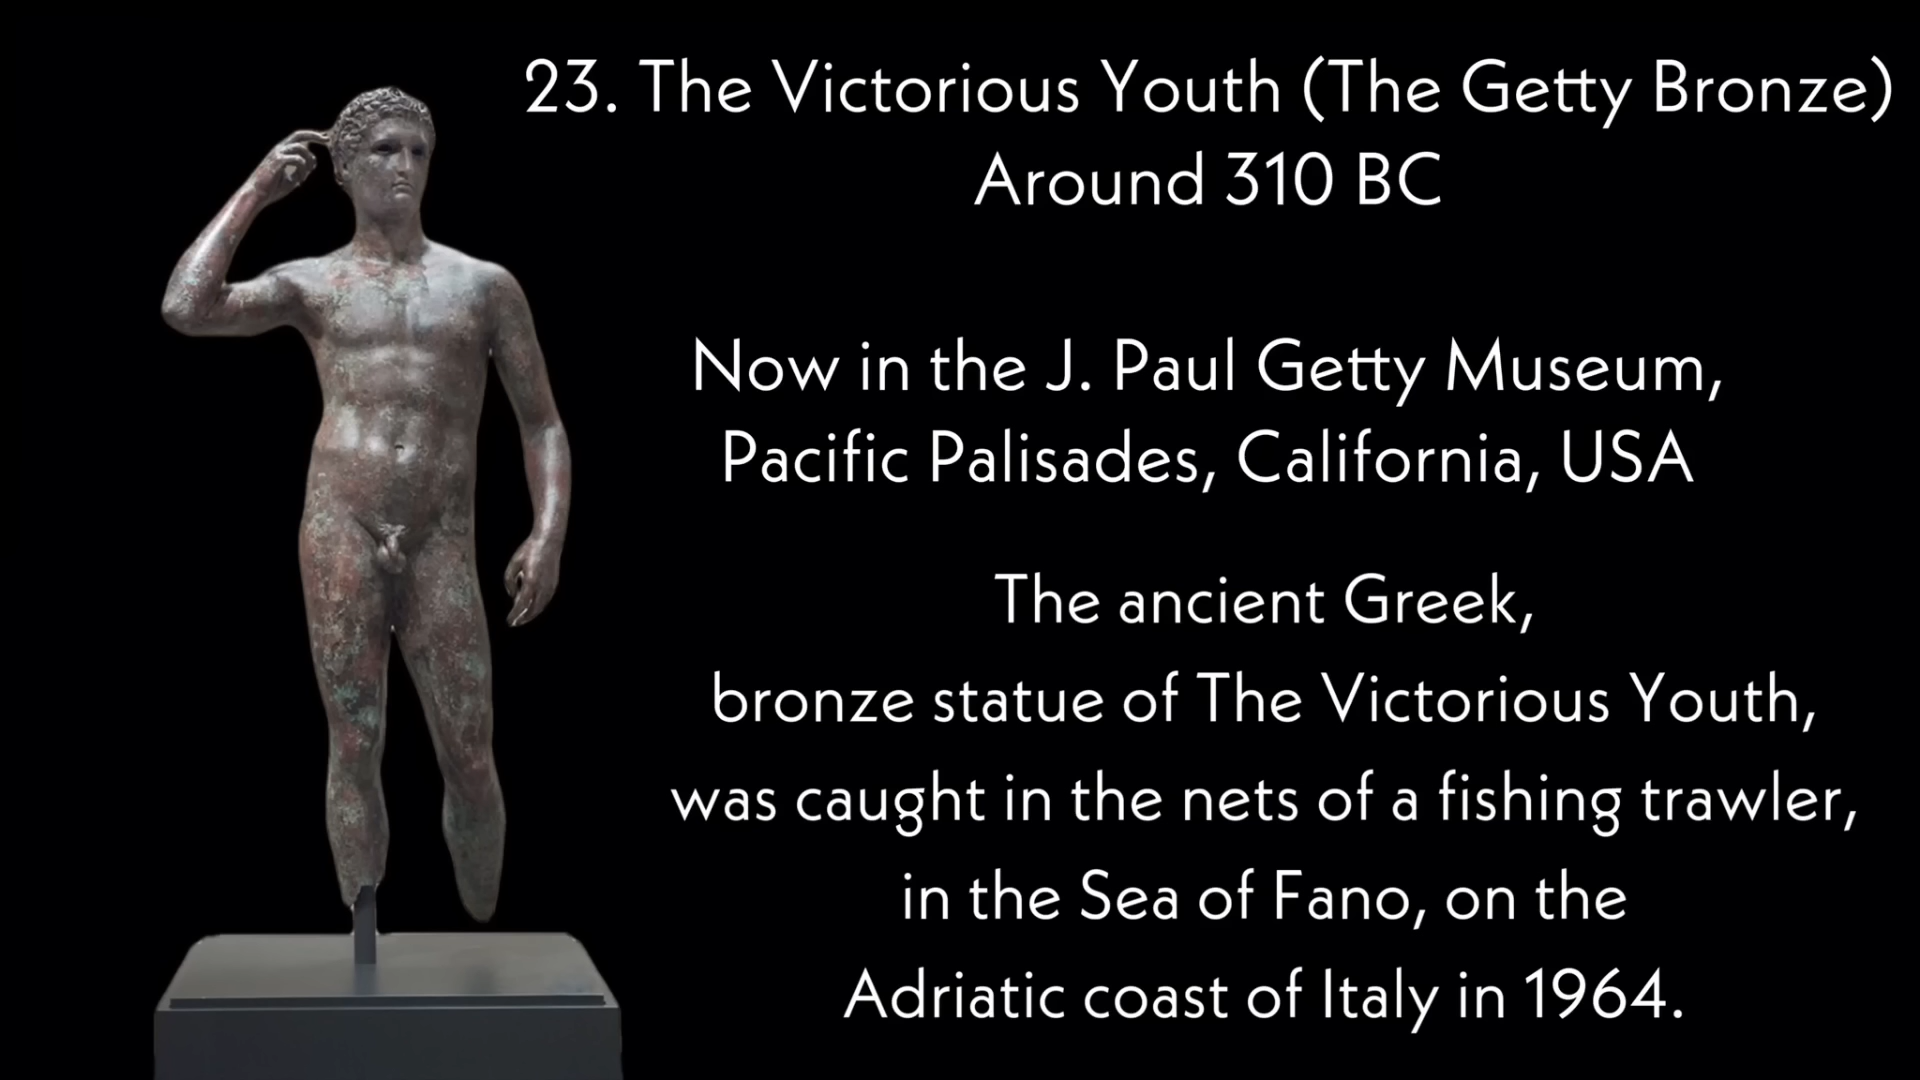 23. The Victorious Youth (The Getty Bronze)
Around 310 BC
Now in the J. Paul Getty Museum,
Pacific Palisades, California, USA
The ancient Greek,
bronze statue of The Victorious Youth,
was caught in the nets of a fishing trawler,
in the Sea of Fano, on the
Adriatic coast of Italy in 1964.